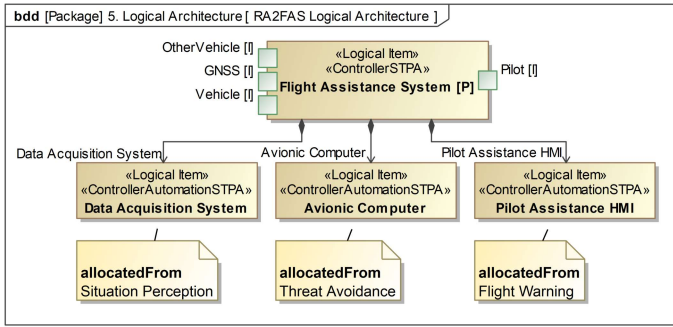 bdd [Package] 5. Logical Architecture [ RA2FAS Logical Architecture ]
OtherVehicle [I]
GNSS [I]
Vehicle [I]
«Logical Item»
«ControllerSTPA»
Flight Assistance System [P]
Pilot [I]
Data Acquisition System
Avionic Computer
Pilot Assistance HMI
«Logical Item»
«ControllerAutomationSTPA»
Data Acquisition System
«Logical Item»
«ControllerAutomationSTPA»
Avionic Computer
«Logical Item»
«ControllerAutomationSTPA»
Pilot Assistance HMI
allocatedFrom
Situation Perception
allocatedFrom
Threat Avoidance
allocatedFrom
Flight Warning